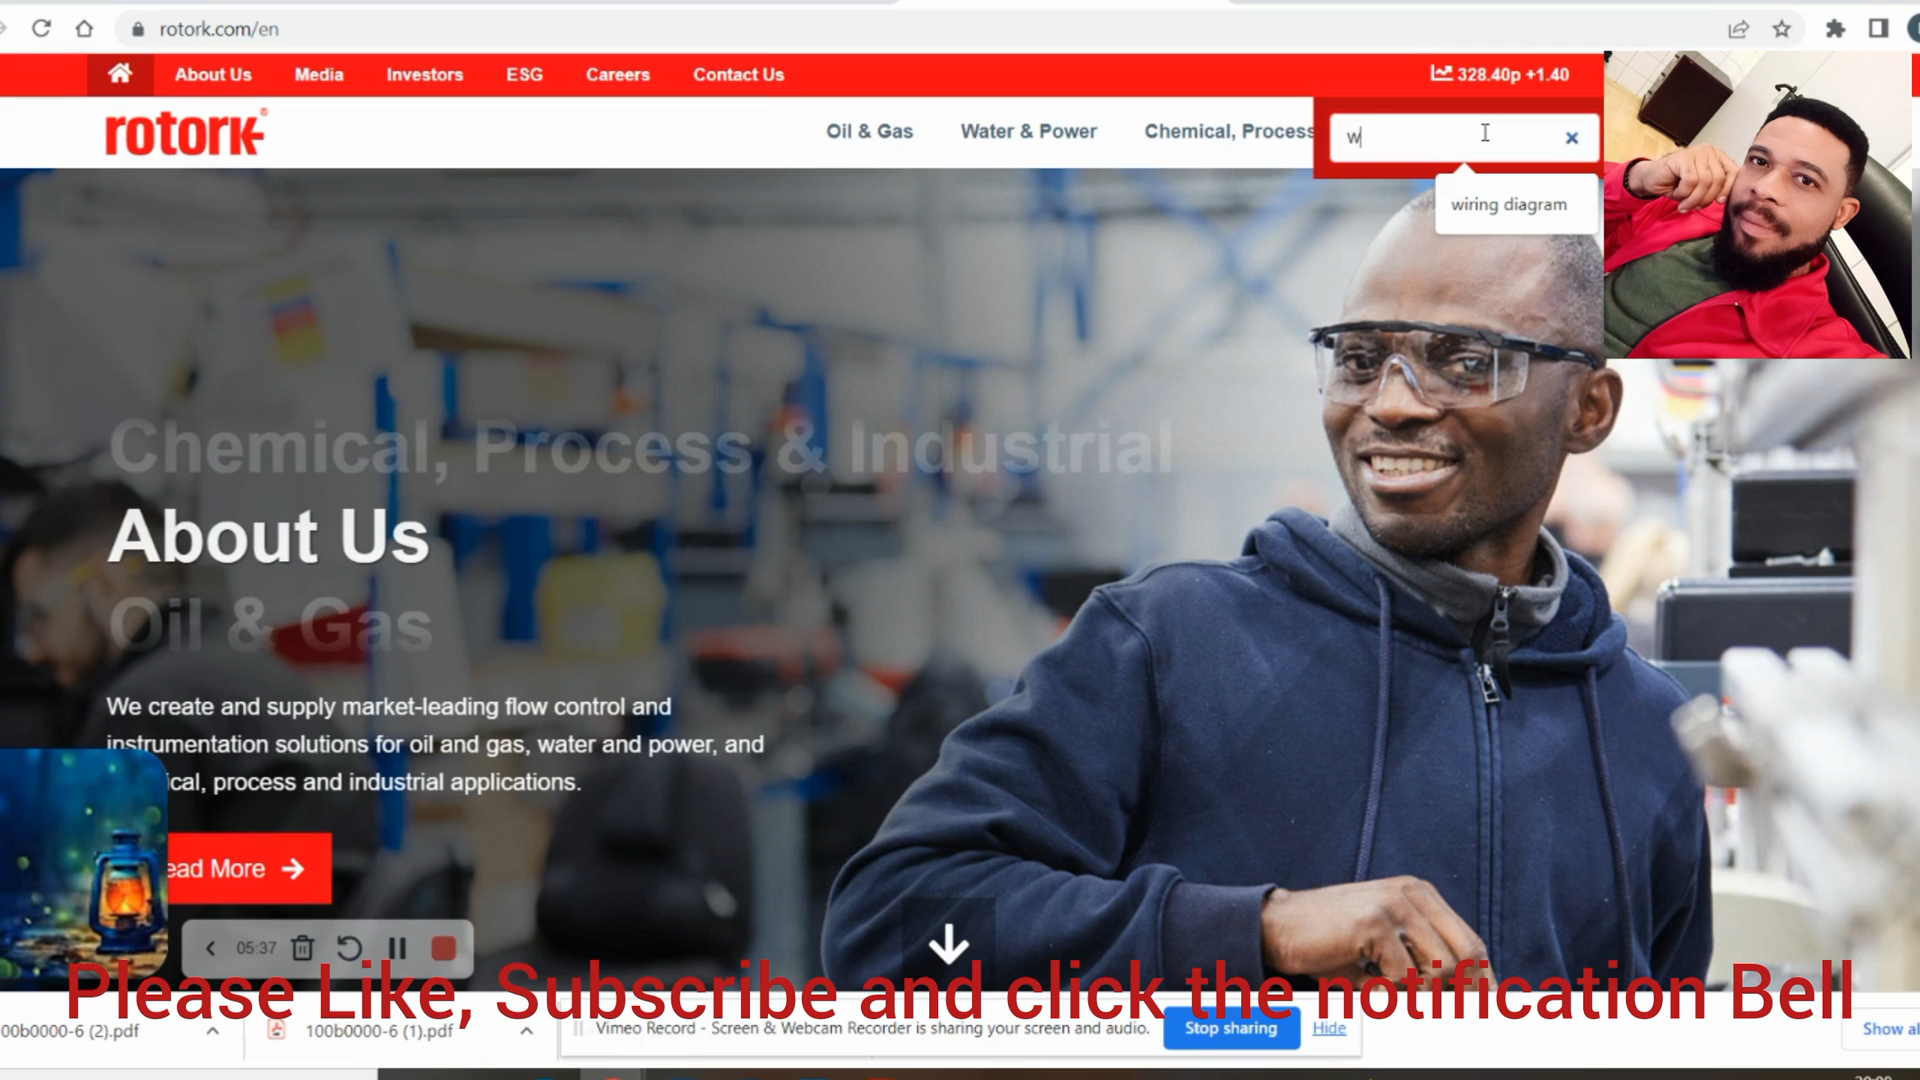 rotork.com/en
About Us Media Investors ESG Careers Contact Us 328.40p +1.40
rotork
Oil & Gas Water & Power Chemical, Process
w
wiring diagram
Chemical, Process & Industrial
About Us
Oil & Gas
We create and supply market-leading flow control and
instrumentation solutions for oil and gas, water and power, and
ical, process and industrial applications.
ead More
05:37
Please Like, Subscribe and click the notification Bell
00b0000-6 (2).pdf 100b0000-6 (1).pdf Vimeo Record - Screen & Webcam Recorder is sharing your screen and audio. Stop sharing Hide Show al